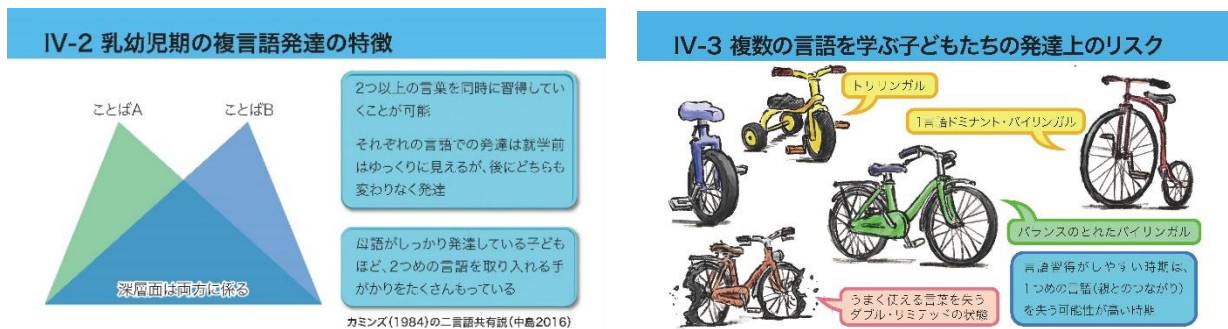 IV-2 乳幼児期の複言語発達の特徴
ことばA
ことばB
深層面は両方に係る
2つ以上の言葉を同時に習得してい
くことが可能
それぞれの言語での発達は就学前
はゆっくりに見えるが、後にどちらも
変わりなく発達
母語がしっかり発達している子ども
ほど、2つめの言語を取り入れる手
がかりをたくさんもっている
カミンズ(1984)の二言語共有説(中島2016)
IV-3 複数の言語を学ぶ子どもたちの発達上のリスク
トリリンガル
1言語ドミナント・バイリンガル
バランスのとれたバイリンガル
うまく使える言葉を失う
ダブル・リミテッドの状態
言語習得がしやすい時期は、
1つめの言語(親とのつながり)
を失う可能性が高い時期